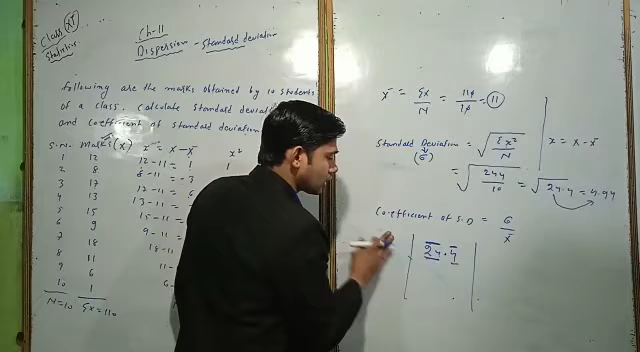 Class XI
Statistics
Ch-11
Dispersion - Standard deviation
following are the marks obtained by 10 students
of a class. Calculate Standard deviat
and coefficient of Standard deviation
S.N. Marks (X) x = X - x̄ x²
1 12 12-11 = 1 1
2 8 8-11 = -3
3 17 17-11 = 6
4 13 13-11 =
5 15 15-11 =
6 9 9-11 =
7 18 18-11
8 11
9 6 11-
10 1 6-
N=10 ΣX=110
x̄ = ΣX/N = 110/10 = 11
Standard Deviation (σ) = √(Σx²/N) x = X - x̄
= √(244/10) = √24.4 = 4.94
Co-efficient of S.D = σ/x̄
24.4